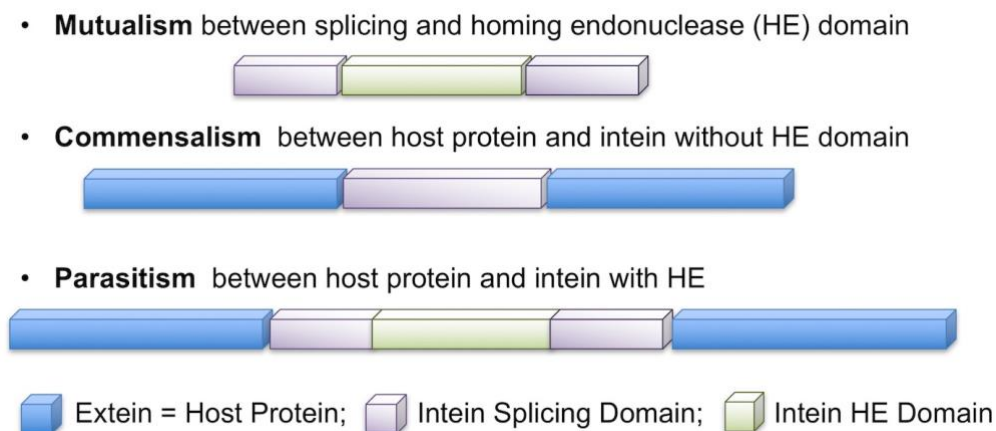 • Mutualism between splicing and homing endonuclease (HE) domain
• Commensalism between host protein and intein without HE domain
• Parasitism between host protein and intein with HE
Extein = Host Protein; Intein Splicing Domain; Intein HE Domain